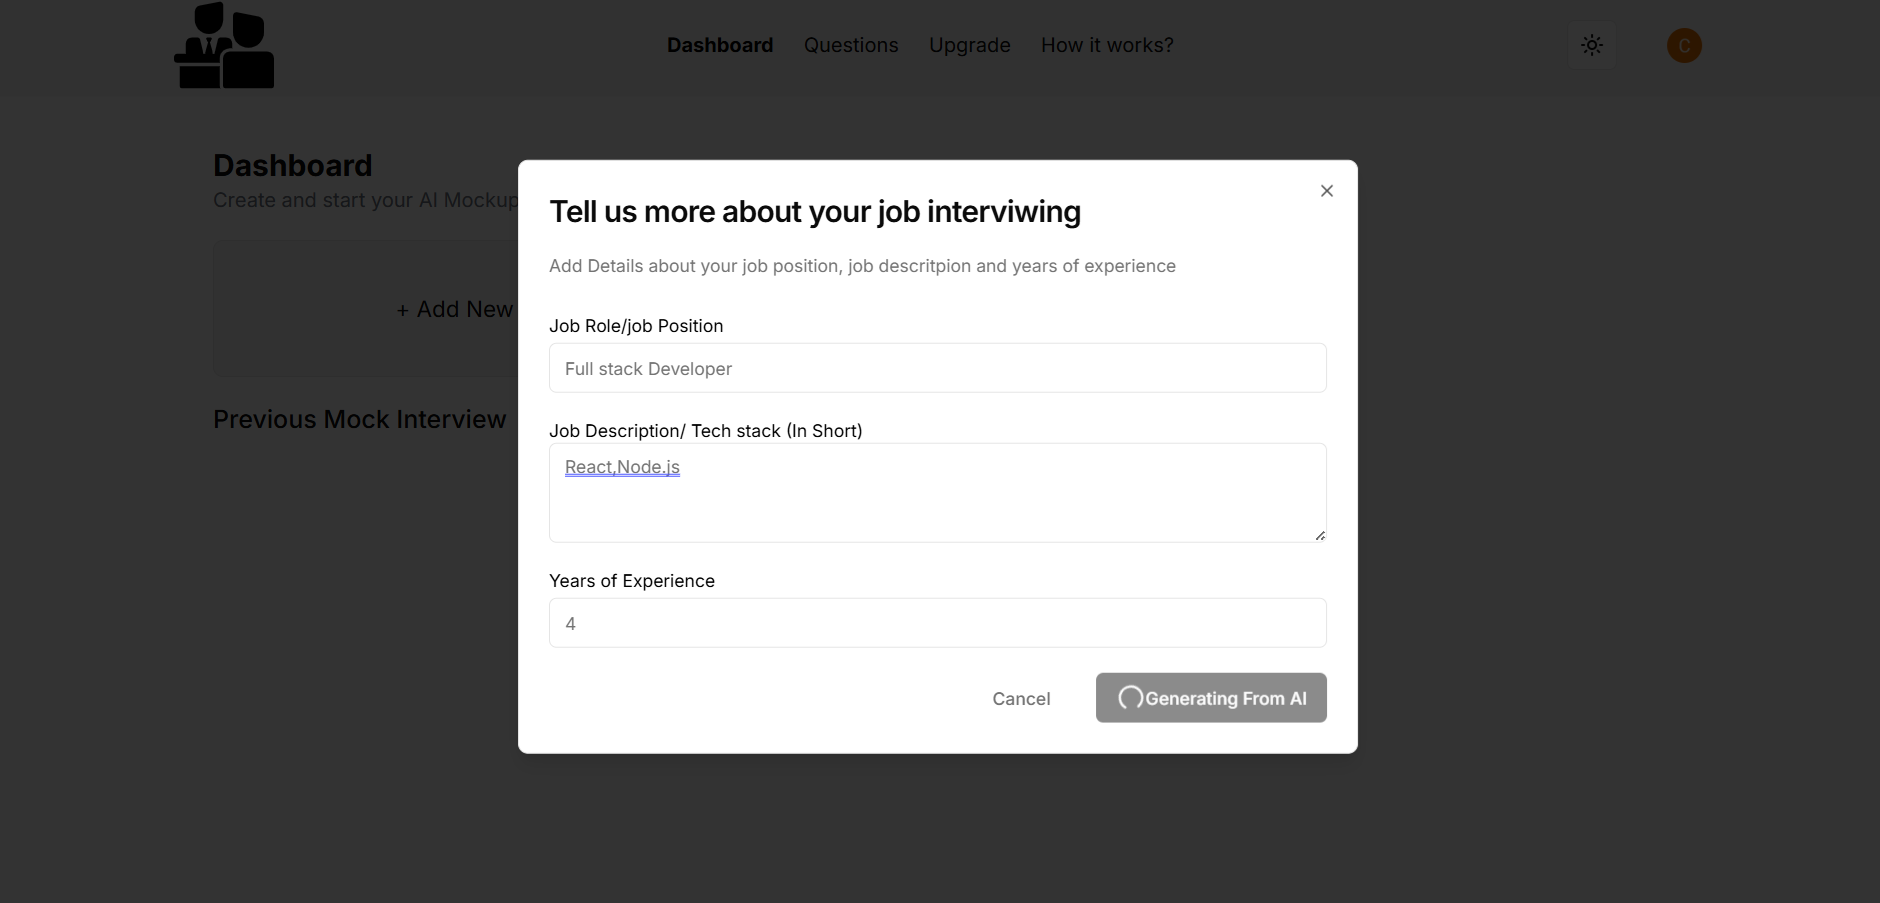 Dashboard Questions Upgrade How it works?
C
Dashboard
Create and start your AI Mockup
+ Add New
Previous Mock Interview
Tell us more about your job interviwing
Add Details about your job position, job descritpion and years of experience
Job Role/job Position
Full stack Developer
Job Description/ Tech stack (In Short)
React,Node.js
Years of Experience
4
Cancel Generating From AI